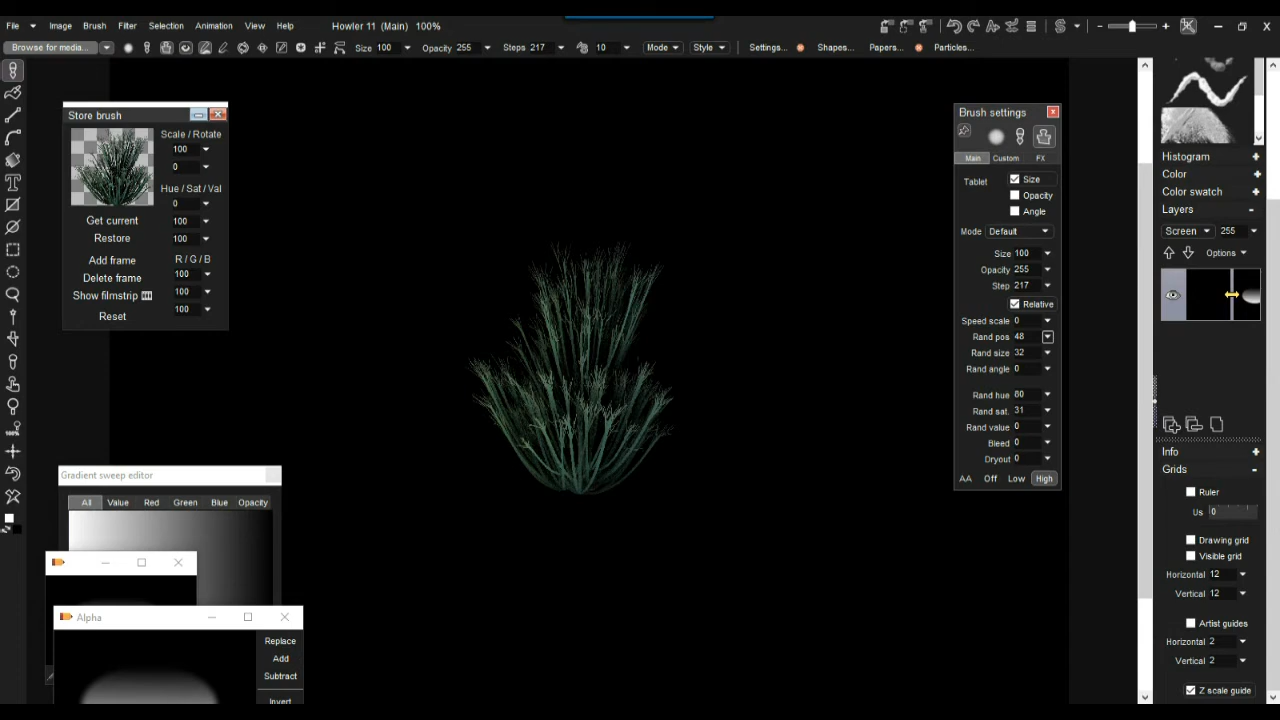 File Image Brush Filter Selection Animation View Help Howler 11 (Main) 100%
Browse for media... Size 100 Opacity 255 Steps 217 10 Mode Style Settings... Shapes... Papers... Particles...
Store brush
Scale / Rotate
100
0
Hue / Sat / Val
0
Get current 100
Restore 100
Add frame R / G / B
Delete frame 100
Show filmstrip 100
Reset 100
Gradient sweep editor
All Value Red Green Blue Opacity
Alpha
Replace
Add
Subtract
Invert
Brush settings
Main Custom FX
Tablet Size
Opacity
Angle
Mode Default
Size 100
Opacity 255
Step 217
Relative
Speed scale 0
Rand pos 48
Rand size 32
Rand angle 0
Rand hue 80
Rand sat. 31
Rand value 0
Bleed 0
Dryout 0
AA Off Low High
Histogram
Color
Color swatch
Layers
Screen 255
Options
Info
Grids
Ruler
Us 0
Drawing grid
Visible grid
Horizontal 12
Vertical 12
Artist guides
Horizontal 2
Vertical 2
Z scale guide